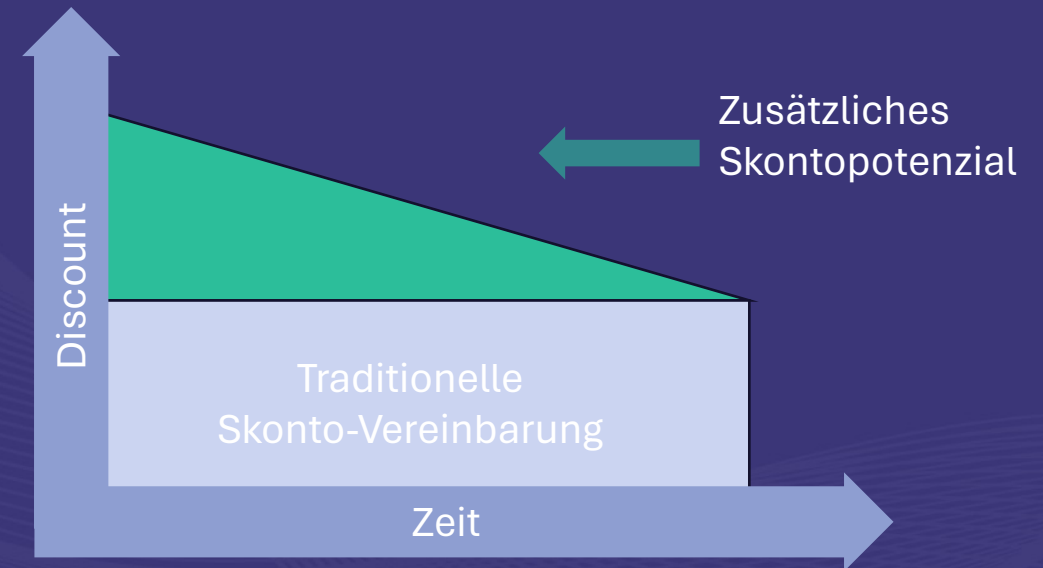 Zusätzliches
Skontopotenzial
Discount
Traditionelle
Skonto-Vereinbarung
Zeit